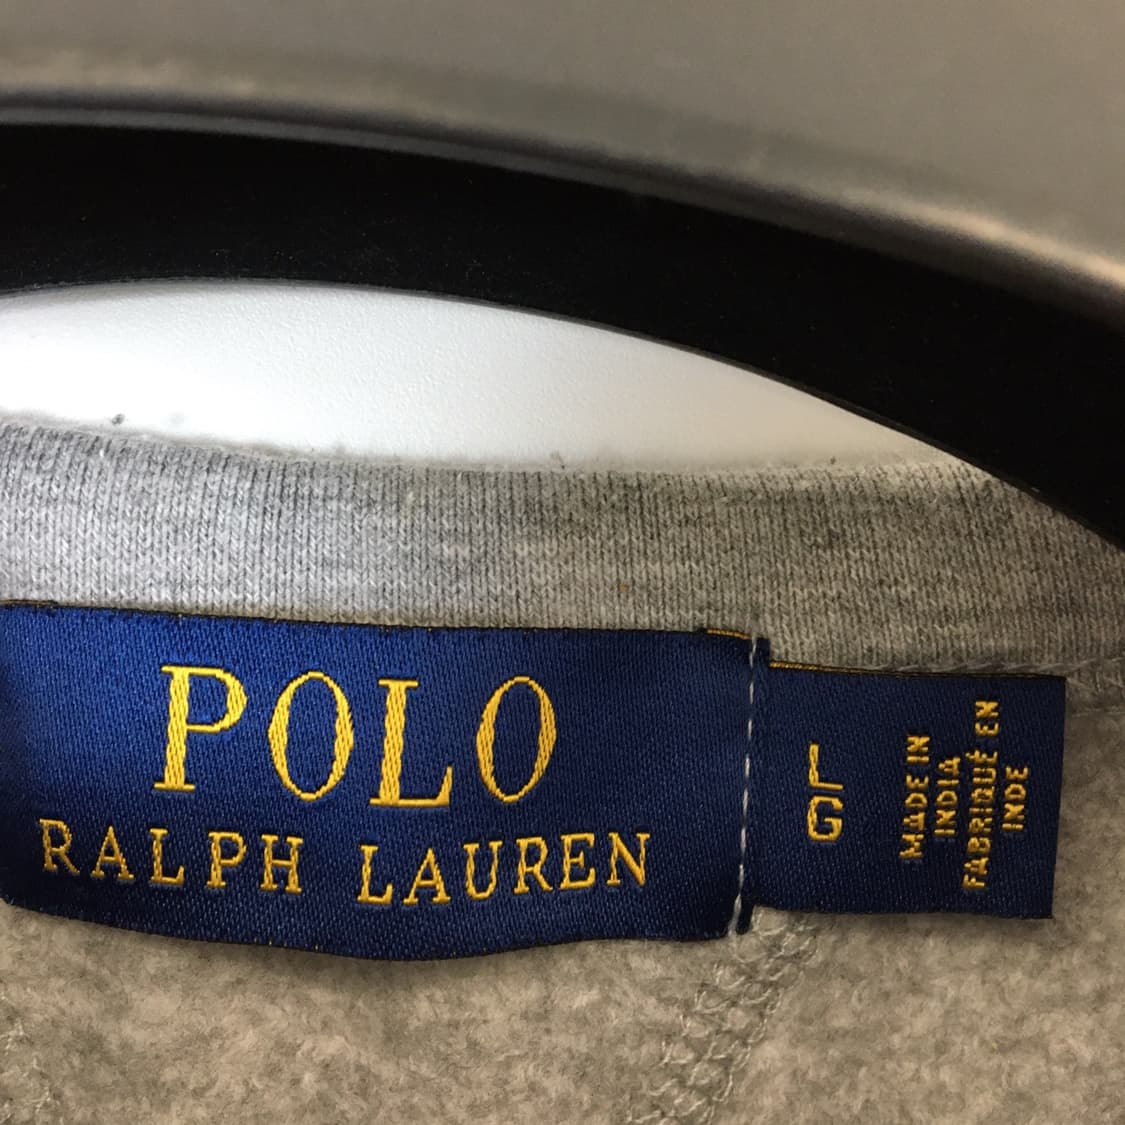 POLO
RALPH LAUREN
L
G
MADE IN
INDIA
FABRIQUÉ EN
INDE